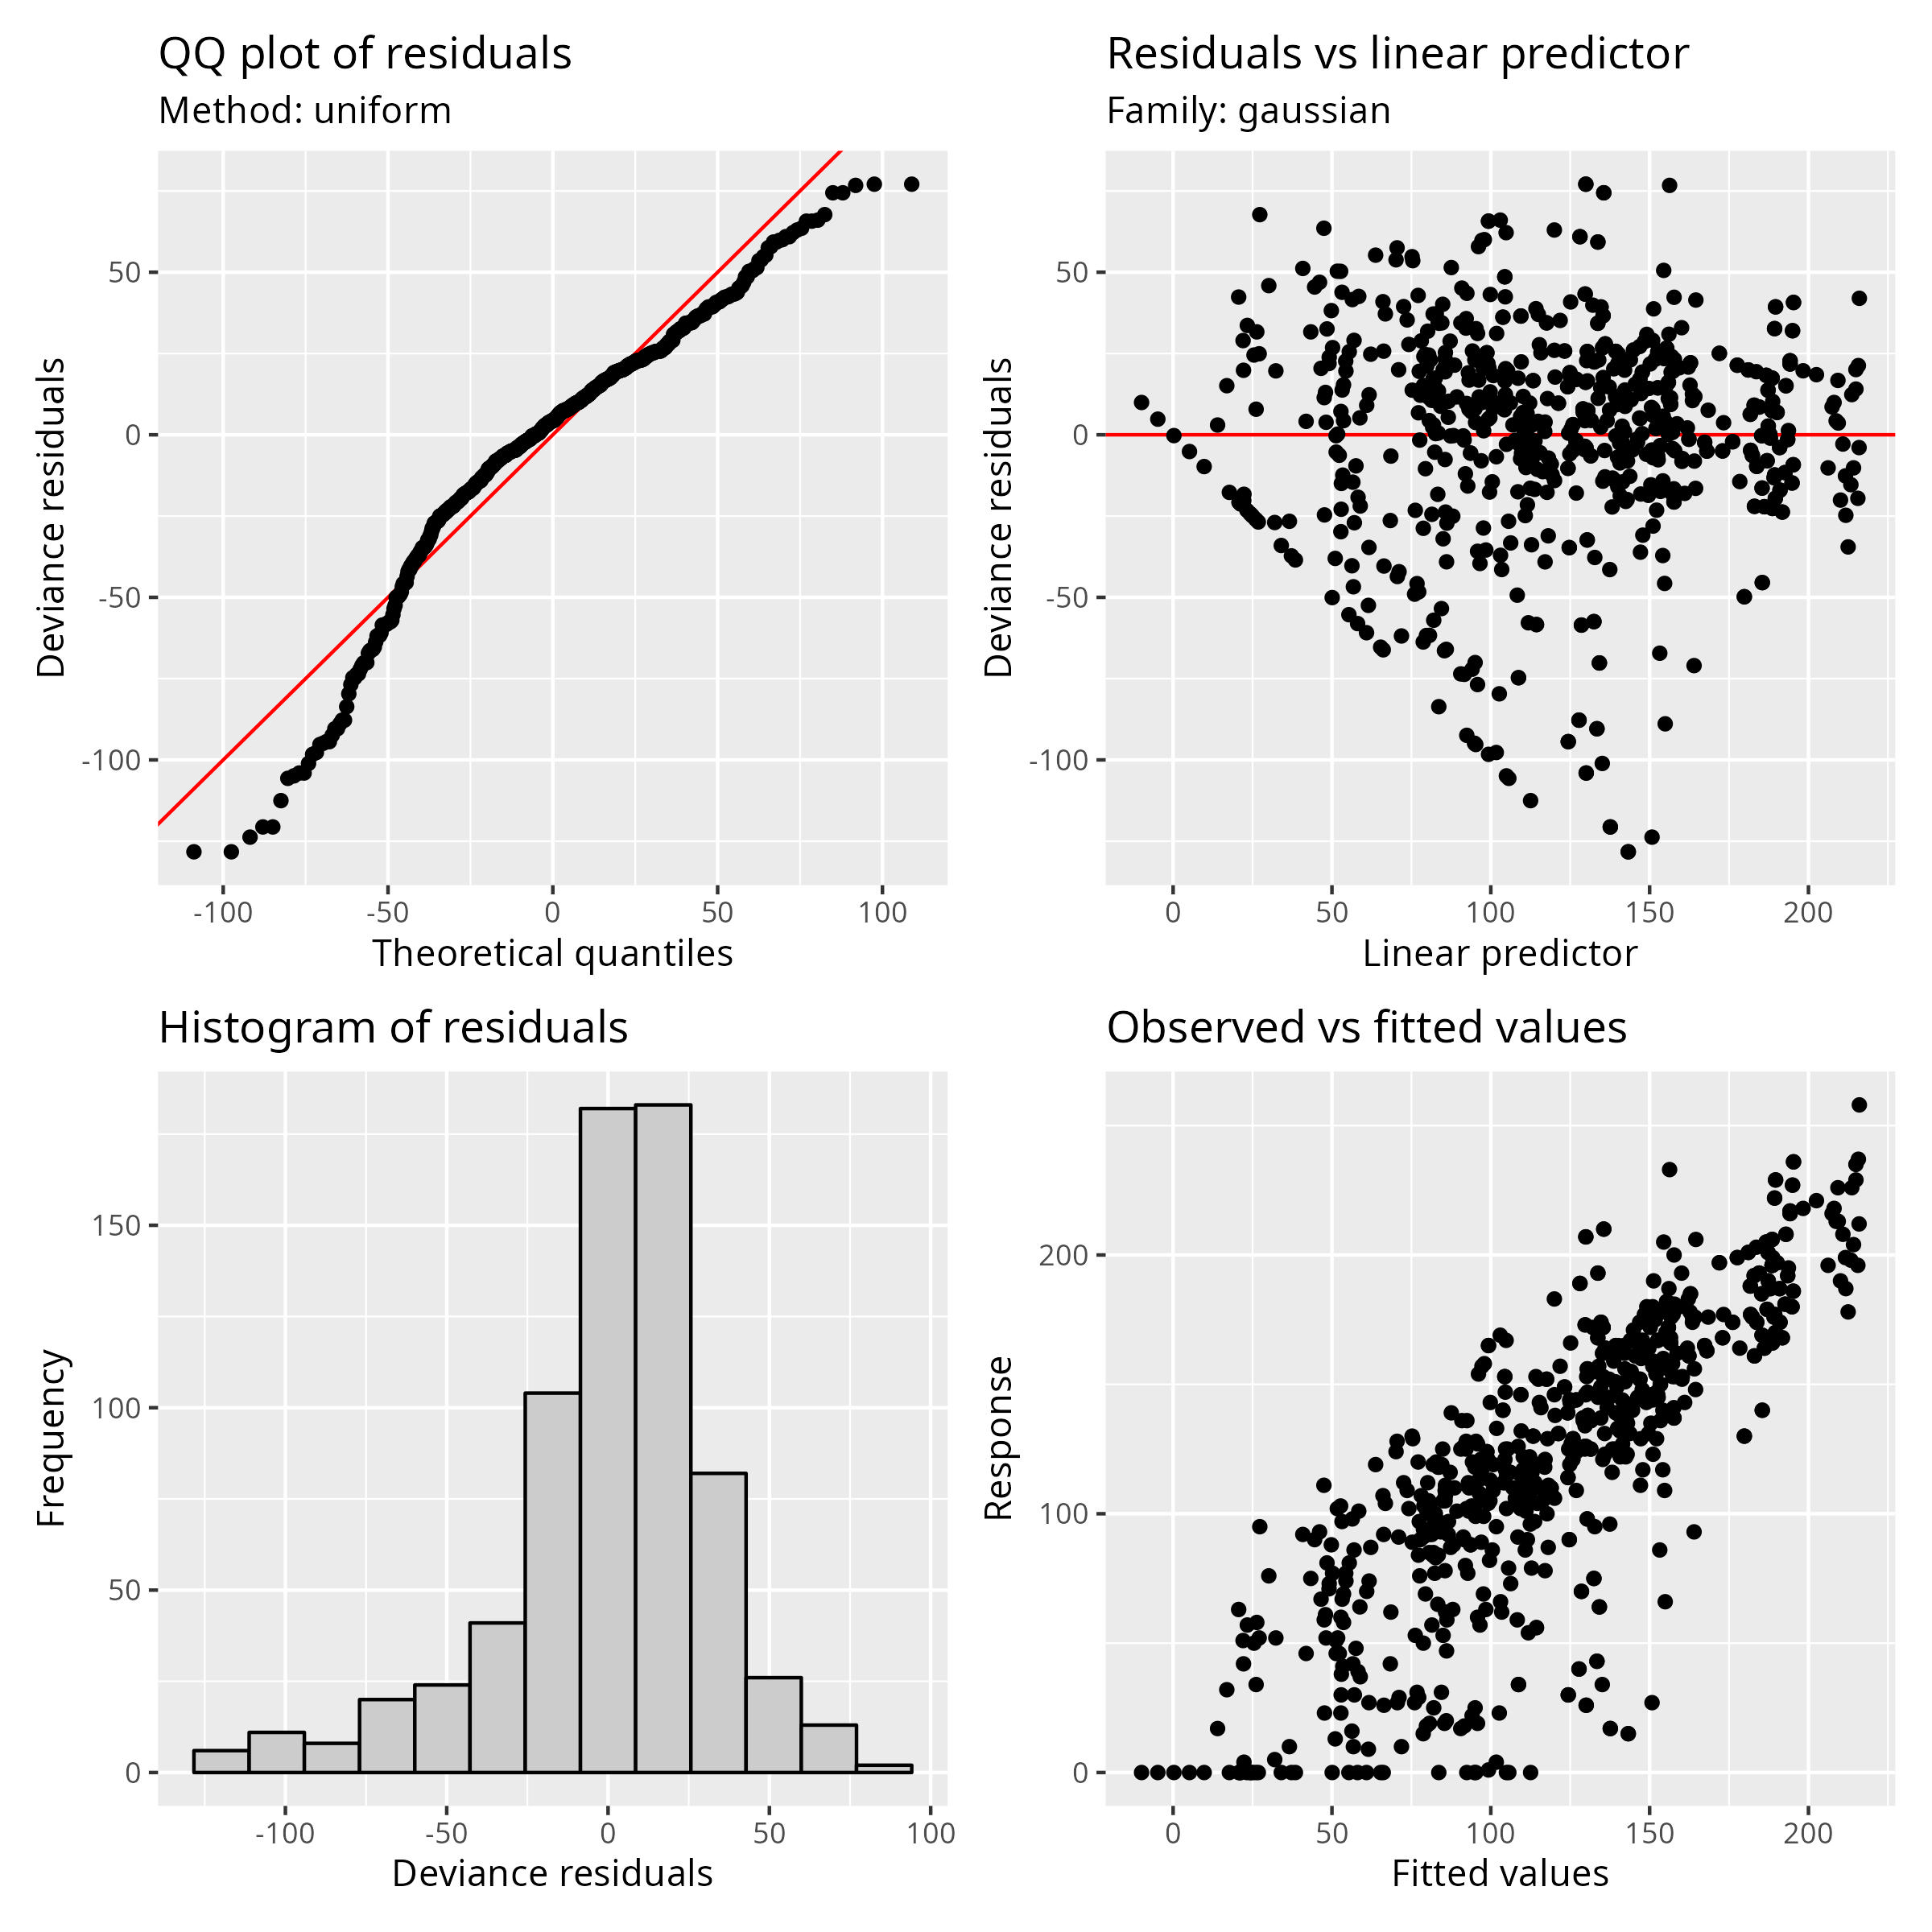 QQ plot of residuals
Method: uniform
50
0
-50
-100
Deviance residuals
-100
-50
0
50
100
Theoretical quantiles
Residuals vs linear predictor
Family: gaussian
50
0
-50
-100
Deviance residuals
0
50
100
150
200
Linear predictor
Histogram of residuals
150
100
50
0
Frequency
-100
-50
0
50
100
Deviance residuals
Observed vs fitted values
200
100
0
Response
0
50
100
150
200
Fitted values